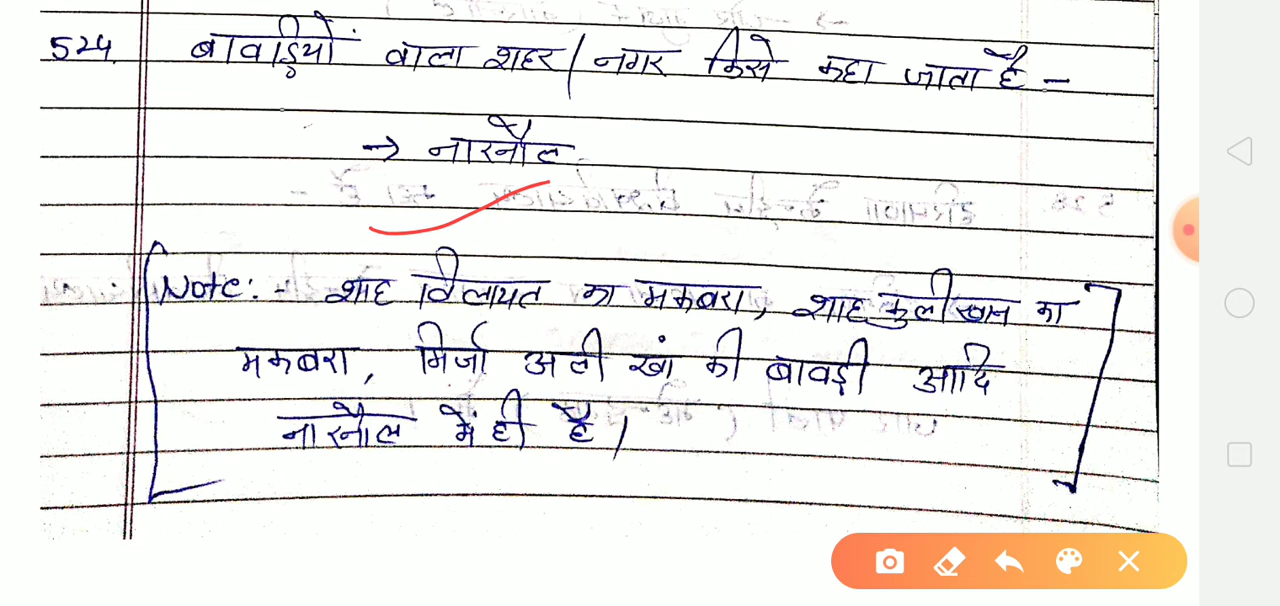 524. बावड़ियों वाला शहर/नगर किसे कहा जाता है -
→ नारनौल
Note:- शाह विलायत का मकबरा, शाह कुली खान का
मकबरा, मिर्जा अली खां की बावड़ी आदि
नारनौल में ही है।